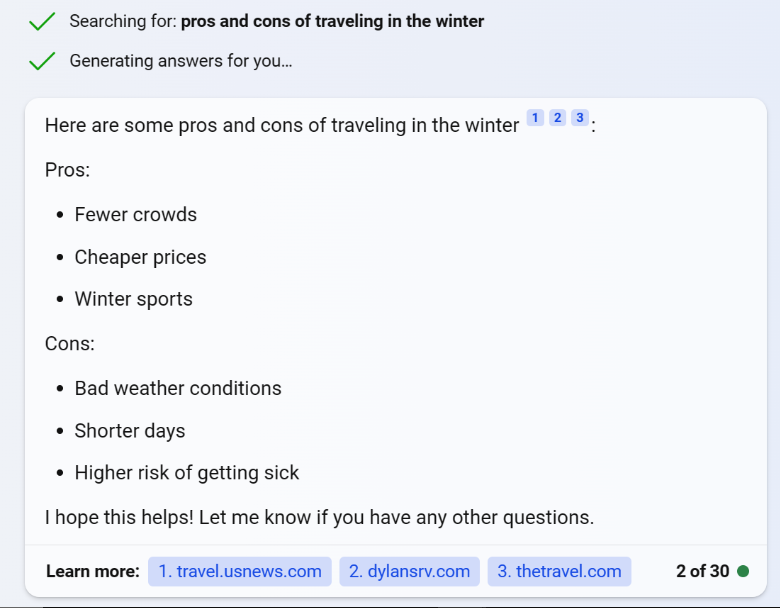 Searching for: pros and cons of traveling in the winter
Generating answers for you…
Here are some pros and cons of traveling in the winter 1 2 3 :
Pros:
• Fewer crowds
• Cheaper prices
• Winter sports
Cons:
• Bad weather conditions
• Shorter days
• Higher risk of getting sick
I hope this helps! Let me know if you have any other questions.
Learn more: 1. travel.usnews.com 2. dylansrv.com 3. thetravel.com 2 of 30